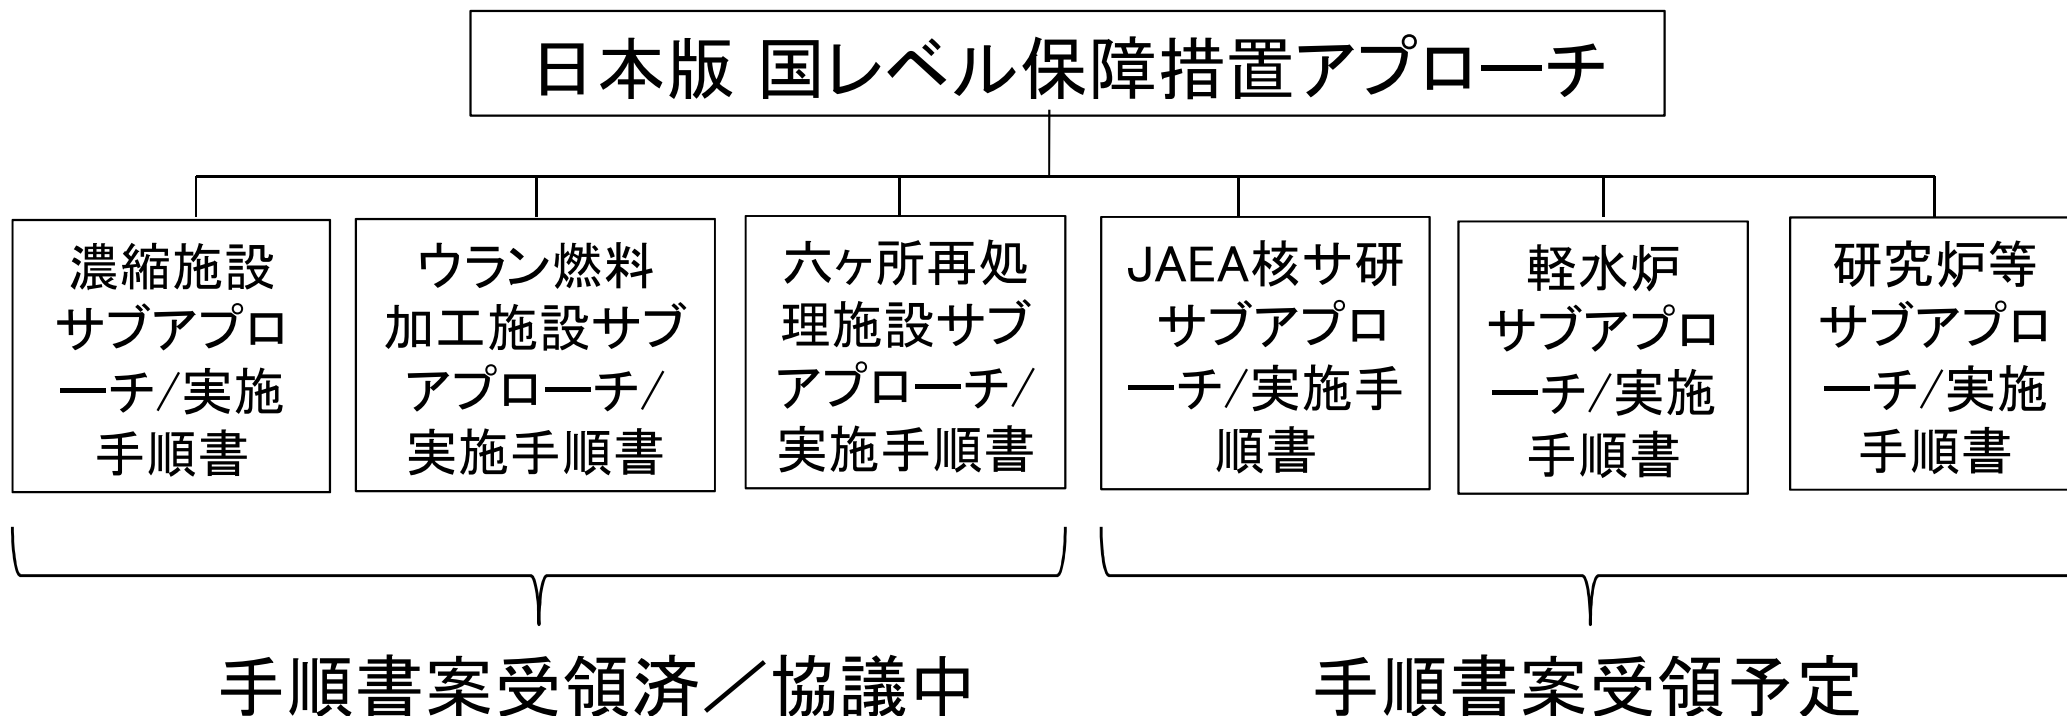 日本版 国レベル保障措置アプローチ
濃縮施設
サブアプロ
ーチ/実施
手順書
ウラン燃料
加工施設サブ
アプローチ/
実施手順書
六ヶ所再処
理施設サブ
アプローチ/
実施手順書
JAEA核サ研
サブアプロ
ーチ/実施手
順書
軽水炉
サブアプロ
ーチ/実施
手順書
研究炉等
サブアプロ
ーチ/実施
手順書
手順書案受領済／協議中
手順書案受領予定